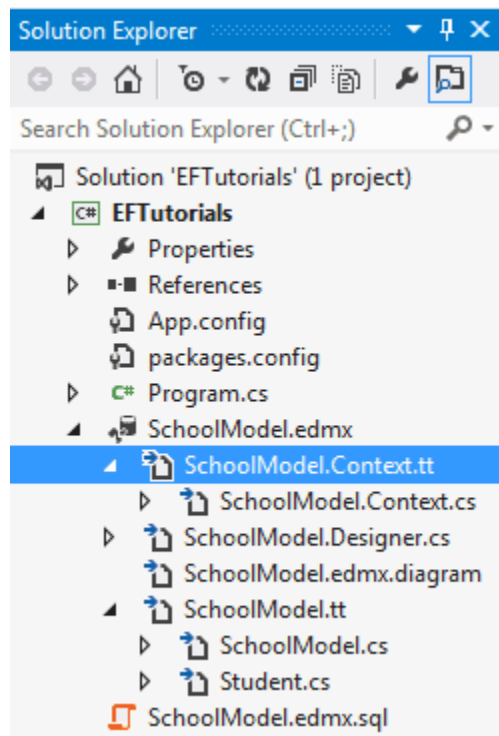 Solution Explorer
Search Solution Explorer (Ctrl+;)
Solution 'EFTutorials' (1 project)
C# EFTutorials
Properties
References
App.config
packages.config
C# Program.cs
SchoolModel.edmx
SchoolModel.Context.tt
SchoolModel.Context.cs
SchoolModel.Designer.cs
SchoolModel.edmx.diagram
SchoolModel.tt
SchoolModel.cs
Student.cs
SchoolModel.edmx.sql